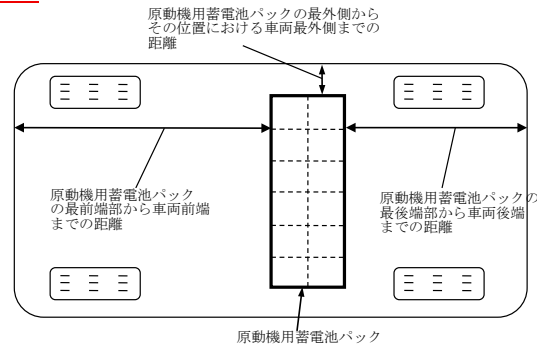 原動機用蓄電池パックの最外側から
その位置における車両最外側までの
距離
原動機用蓄電池パック
の最前端部から車両前端
までの距離
原動機用蓄電池パックの
最後端部から車両後端
までの距離
原動機用蓄電池パック